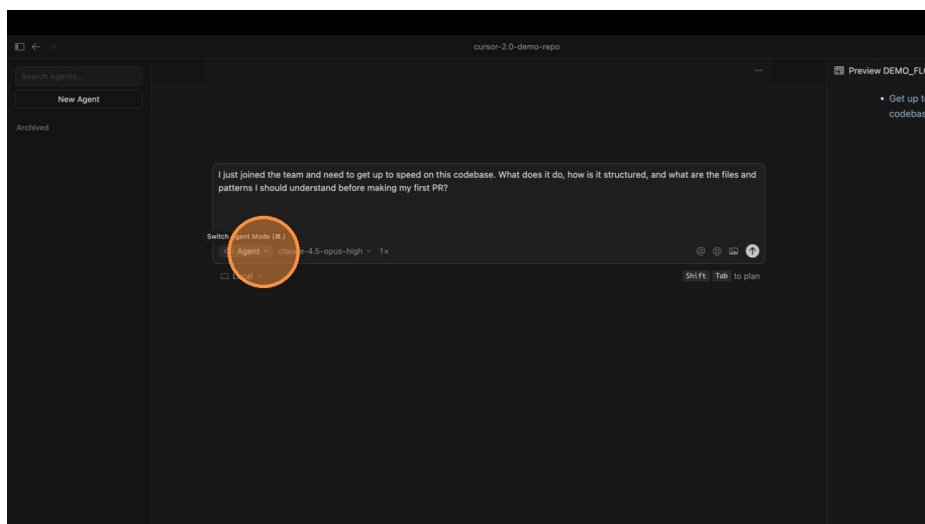 cursor-2.0-demo-repo
Search Agents...
New Agent
Archived
Preview DEMO_FL
Get up t
codebas
I just joined the team and need to get up to speed on this codebase. What does it do, how is it structured, and what are the files and
patterns I should understand before making my first PR?
Switch Agent Mode (⌘.)
Agent claude-4.5-opus-high 1x
Local
Shift Tab to plan